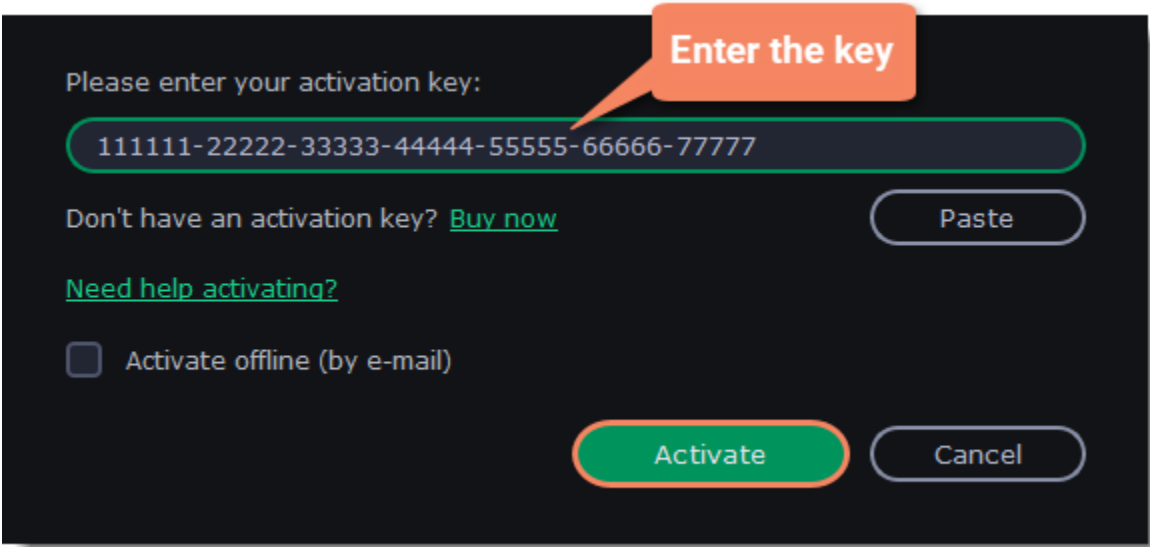 Enter the key
Please enter your activation key:
111111-22222-33333-44444-55555-66666-77777
Don't have an activation key? Buy now
Paste
Need help activating?
Activate offline (by e-mail)
Activate
Cancel